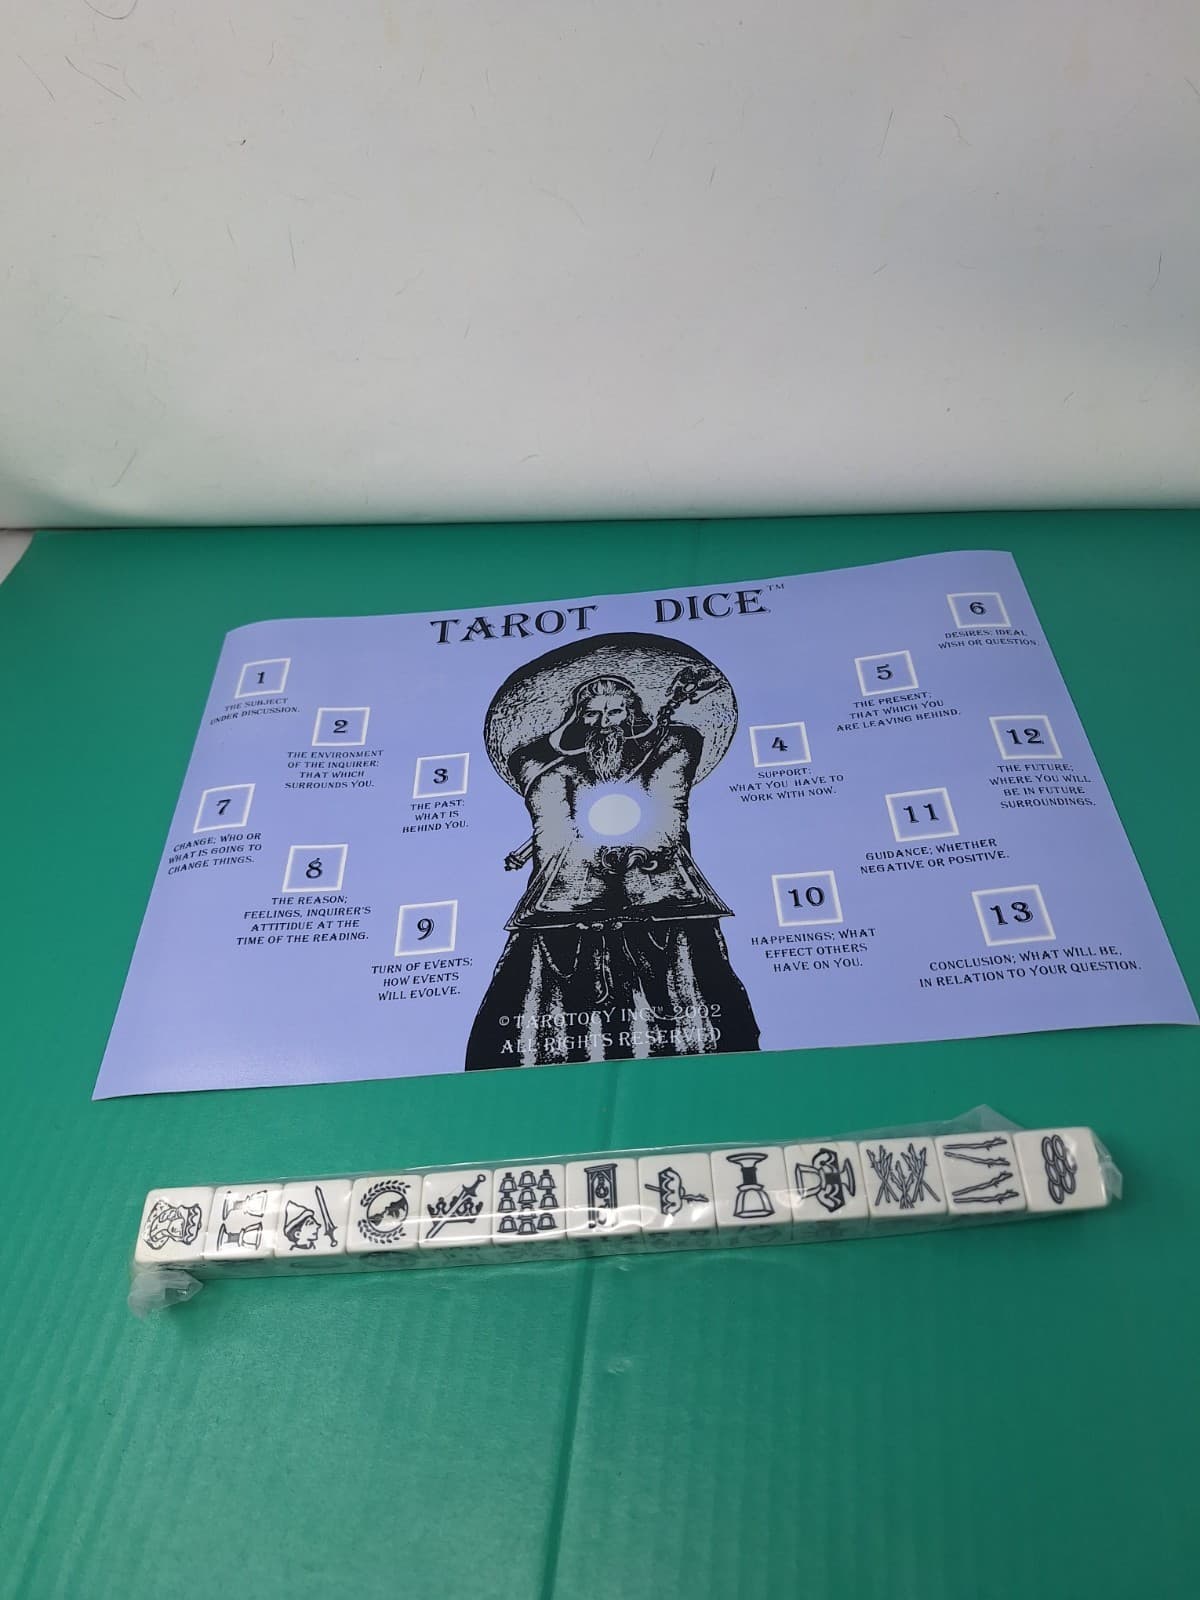 TAROT DICE™
1
THE SUBJECT
UNDER DISCUSSION.
2
THE ENVIRONMENT
OF THE INQUIRER;
THAT WHICH
SURROUNDS YOU.
3
THE PAST;
WHAT IS
BEHIND YOU.
4
SUPPORT;
WHAT YOU HAVE TO
WORK WITH NOW.
5
THE PRESENT;
THAT WHICH YOU
ARE LEAVING BEHIND.
6
DESIRES; IDEAL
WISH OR QUESTION.
7
CHANGE; WHO OR
WHAT IS GOING TO
CHANGE THINGS.
8
THE REASON;
FEELINGS, INQUIRER'S
ATTITIDUE AT THE
TIME OF THE READING.
9
TURN OF EVENTS;
HOW EVENTS
WILL EVOLVE.
10
HAPPENINGS; WHAT
EFFECT OTHERS
HAVE ON YOU.
11
GUIDANCE; WHETHER
NEGATIVE OR POSITIVE.
12
THE FUTURE;
WHERE YOU WILL
BE IN FUTURE
SURROUNDINGS.
13
CONCLUSION; WHAT WILL BE,
IN RELATION TO YOUR QUESTION.
© TAROTOCY INC.™ 2002
ALL RIGHTS RESERVED